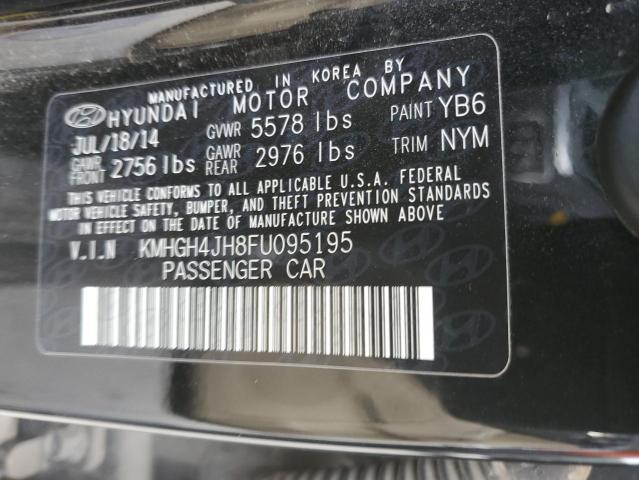 MANUFACTURED IN KOREA BY
HYUNDAI MOTOR COMPANY
JUL/18/14 GVWR 5578 lbs PAINT YB6
GAWR FRONT 2756 lbs GAWR REAR 2976 lbs TRIM NYM
THIS VEHICLE CONFORMS TO ALL APPLICABLE U.S.A. FEDERAL
MOTOR VEHICLE SAFETY, BUMPER, AND THEFT PREVENTION STANDARDS
IN EFFECT ON THE DATE OF MANUFACTURE SHOWN ABOVE.
V.I.N KMHGH4JH8FU095195
PASSENGER CAR